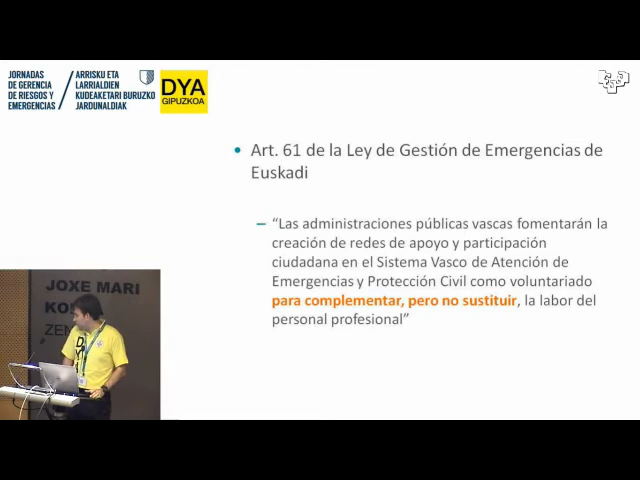 JORNADAS
DE GERENCIA
DE RIESGOS Y
EMERGENCIAS
ARRISKU ETA
LARRIALDIEN
KUDEAKETARI BURUZKO
JARDUNALDIAK
DYA
GIPUZKOA
• Art. 61 de la Ley de Gestión de Emergencias de
Euskadi
– “Las administraciones públicas vascas fomentarán la
creación de redes de apoyo y participación
ciudadana en el Sistema Vasco de Atención de
Emergencias y Protección Civil como voluntariado
para complementar, pero no sustituir, la labor del
personal profesional”
JOXE MARI
DYA